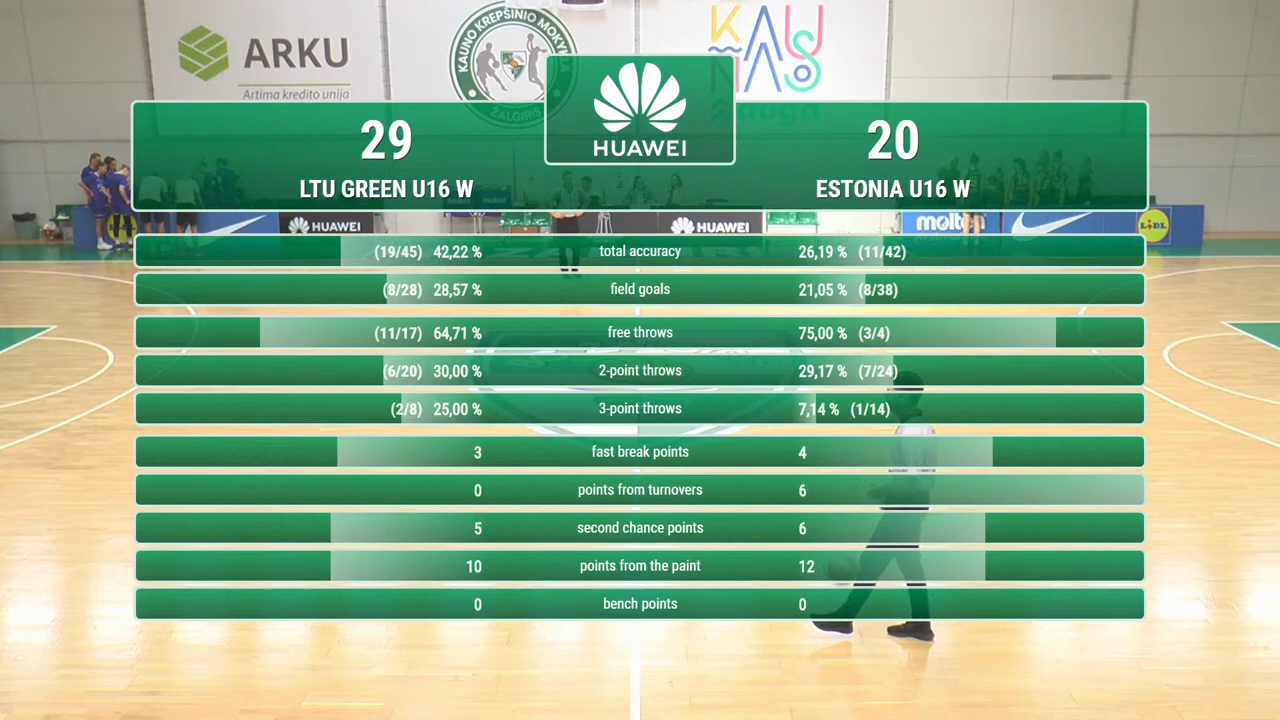 ARKU
Artima kredito unija
KAUNO KREPŠINIO MOKYKLA
ŽALGIRIS
KAU
NAS
HUAWEI
29
20
LTU GREEN U16 W
ESTONIA U16 W
HUAWEI
HUAWEI
molten
LIDL
(19/45) 42,22 % total accuracy 26,19 % (11/42)
(8/28) 28,57 % field goals 21,05 % (8/38)
(11/17) 64,71 % free throws 75,00 % (3/4)
(6/20) 30,00 % 2-point throws 29,17 % (7/24)
(2/8) 25,00 % 3-point throws 7,14 % (1/14)
3 fast break points 4
0 points from turnovers 6
5 second chance points 6
10 points from the paint 12
0 bench points 0